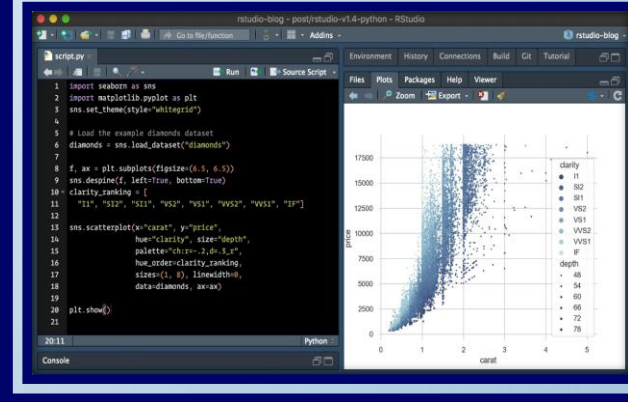 rstudio-blog - post/rstudio-v1.4-python - RStudio
Go to file/function
Addins
rstudio-blog
script.py
Run
Source Script
1 import seaborn as sns
2 import matplotlib.pyplot as plt
3 sns.set_theme(style="whitegrid")
4
5 # Load the example diamonds dataset
6 diamonds = sns.load_dataset("diamonds")
7
8 f, ax = plt.subplots(figsize=(6.5, 6.5))
9 sns.despine(f, left=True, bottom=True)
10 clarity_ranking = [
11 "I1", "SI2", "SI1", "VS2", "VS1", "VVS2", "VVS1", "IF"]
12
13 sns.scatterplot(x="carat", y="price",
14 hue="clarity", size="depth",
15 palette="ch:r=-.2,d=.3_r",
16 hue_order=clarity_ranking,
17 sizes=(1, 8), linewidth=0,
18 data=diamonds, ax=ax)
19
20 plt.show()
21
20:11
Python
Console
Environment History Connections Build Git Tutorial
Files Plots Packages Help Viewer
Zoom Export
17500
15000
12500
10000
7500
5000
2500
0
price
0 1 2 3 4 5
carat
clarity
I1
SI2
SI1
VS2
VS1
VVS2
VVS1
IF
depth
48
54
60
66
72
78